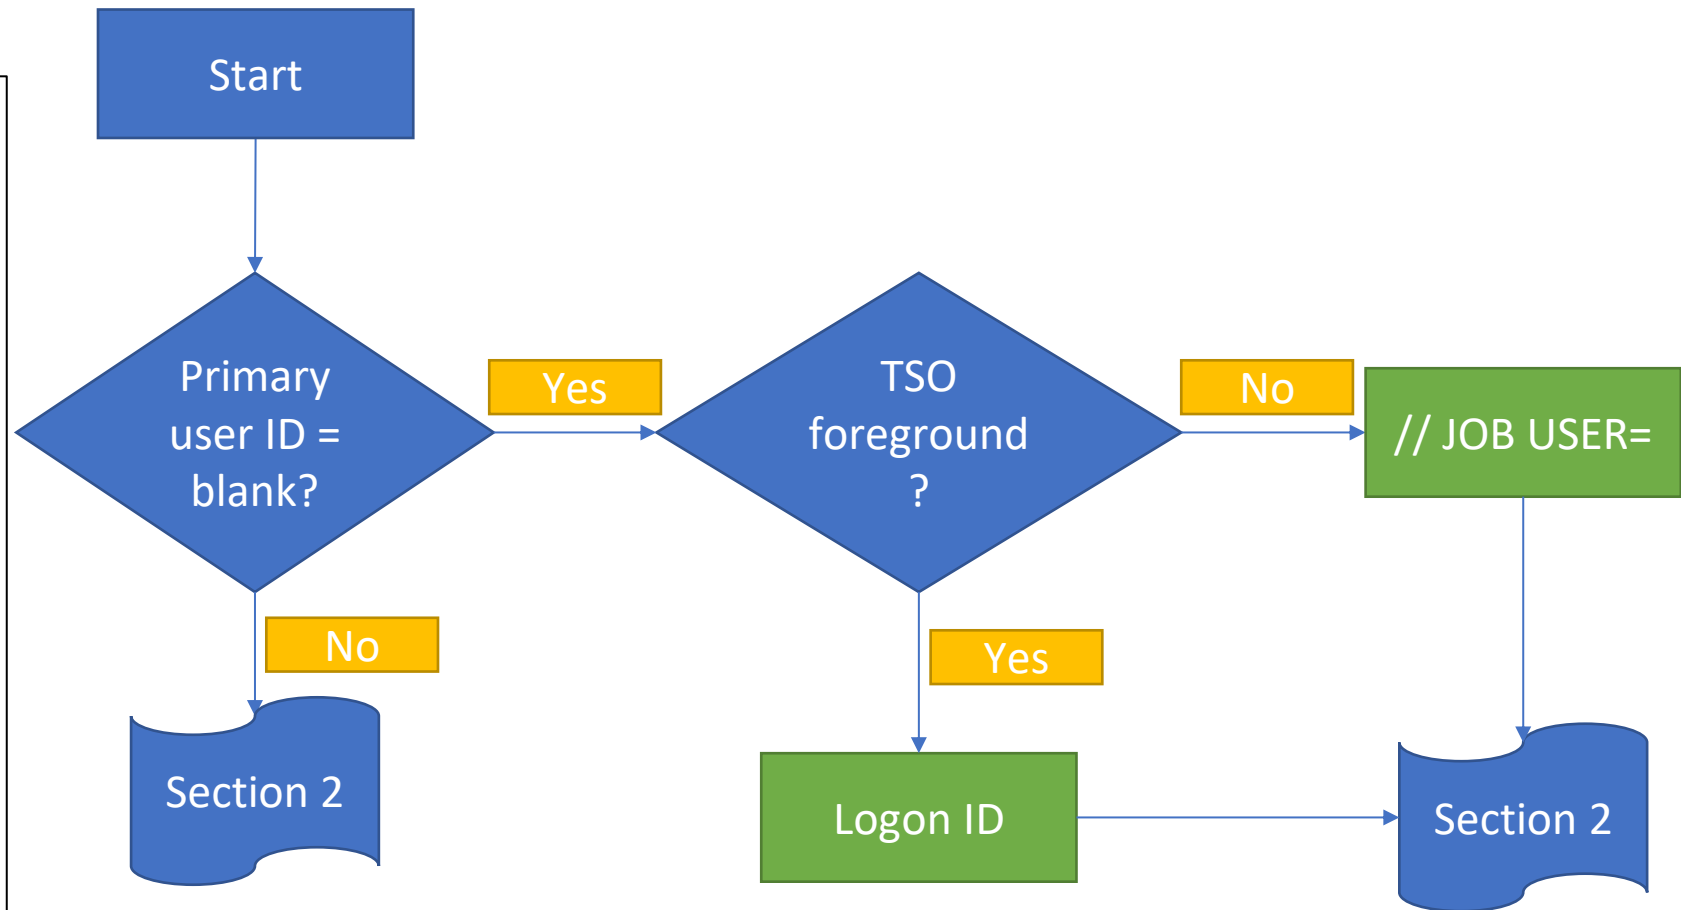 Start
Primary
user ID =
blank?
Yes
TSO
foreground
?
No
// JOB USER=
No
Yes
Section 2
Logon ID
Section 2